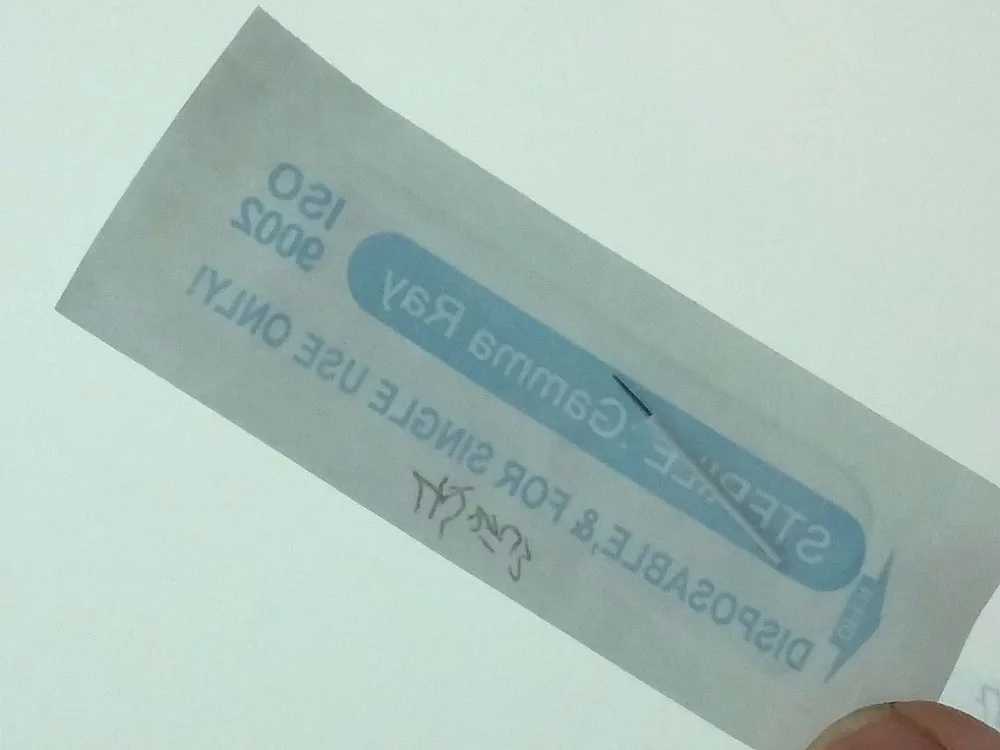 ISO
9002
STERILE Gamma Ray
DISPOSABLE,& FOR SINGLE USE ONLY!